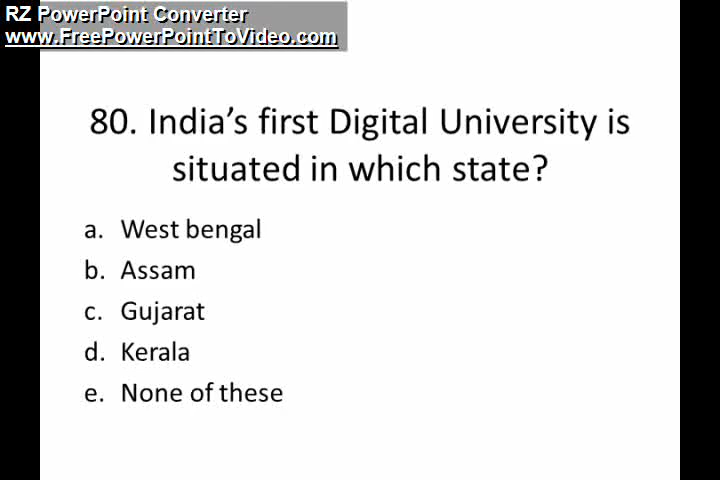 RZ PowerPoint Converter
www.FreePowerPointToVideo.com
80. India’s first Digital University is
situated in which state?
a. West bengal
b. Assam
c. Gujarat
d. Kerala
e. None of these